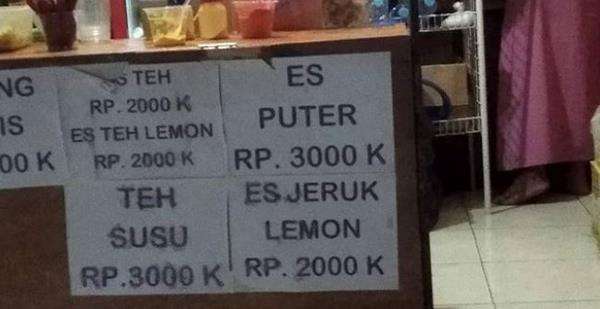 NG
IS
00 K
S TEH
RP. 2000 K
ES TEH LEMON
RP. 2000 K
ES
PUTER
RP. 3000 K
TEH
SUSU
RP.3000 K
ES JERUK
LEMON
RP. 2000 K